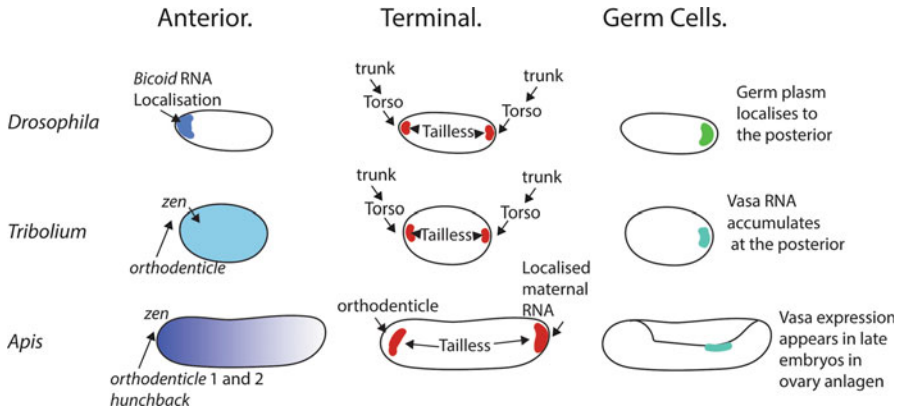 Anterior.
Terminal.
Germ Cells.
Drosophila
Bicoid RNA
Localisation
trunk
Torso
Tailless
trunk
Torso
Germ plasm
localises to
the posterior
Tribolium
zen
orthodenticle
trunk
Torso
Tailless
trunk
Torso
Vasa RNA
accumulates
at the posterior
Apis
zen
orthodenticle 1 and 2
hunchback
orthodenticle
Tailless
Localised
maternal
RNA
Vasa expression
appears in late
embryos in
ovary anlagen